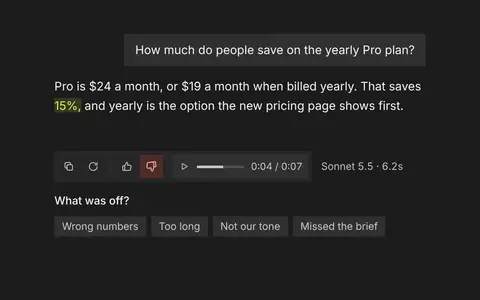 How much do people save on the yearly Pro plan?
Pro is $24 a month, or $19 a month when billed yearly. That saves
15%, and yearly is the option the new pricing page shows first.
0:04 / 0:07 Sonnet 5.5 · 6.2s
What was off?
Wrong numbers Too long Not our tone Missed the brief